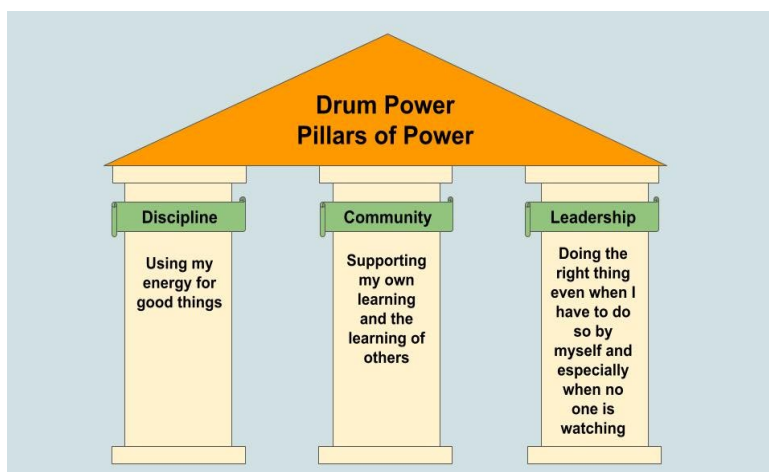 Drum Power
Pillars of Power
Discipline
Using my
energy for
good things
Community
Supporting
my own
learning
and the
learning of
others
Leadership
Doing the
right thing
even when I
have to do
so by
myself and
especially
when no
one is
watching